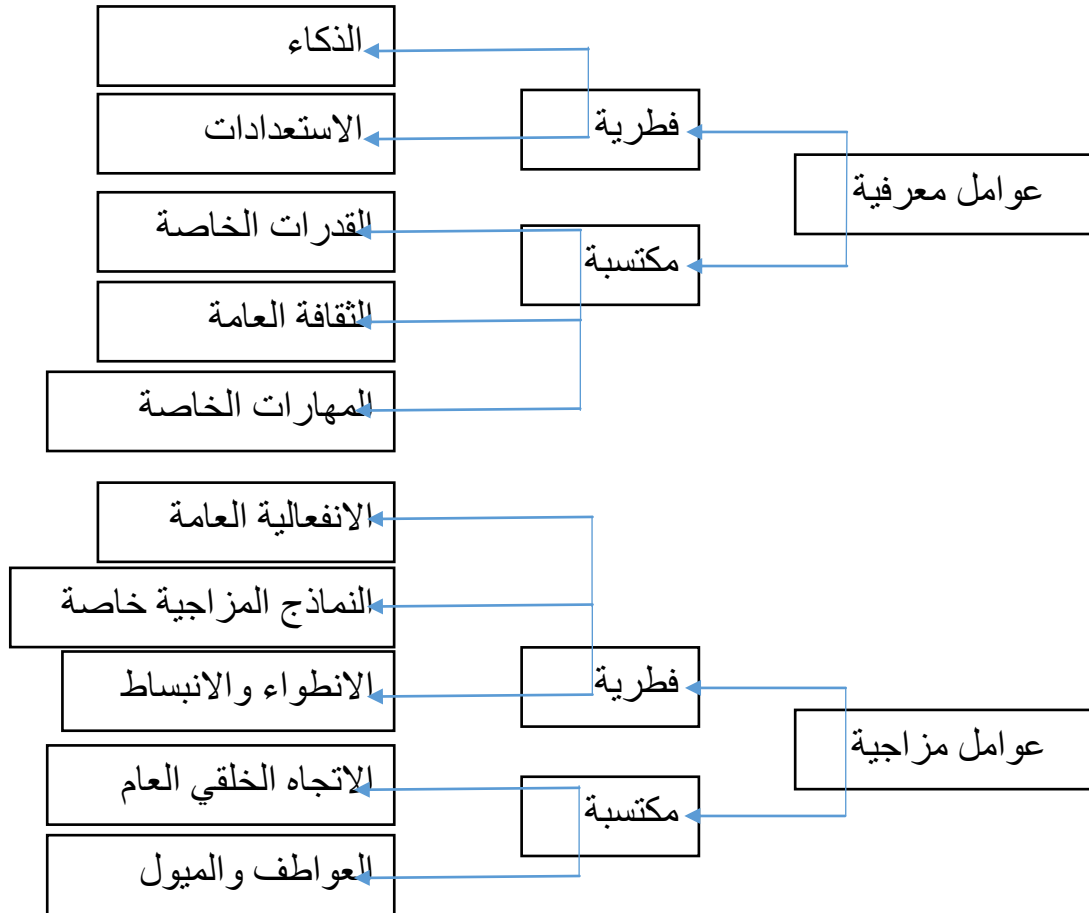 عوامل معرفية
فطرية
الذكاء
الاستعدادات
مكتسبة
القدرات الخاصة
الثقافة العامة
المهارات الخاصة
عوامل مزاجية
فطرية
الانفعالية العامة
النماذج المزاجية خاصة
الانطواء والانبساط
مكتسبة
الاتجاه الخلقي العام
العواطف والميول